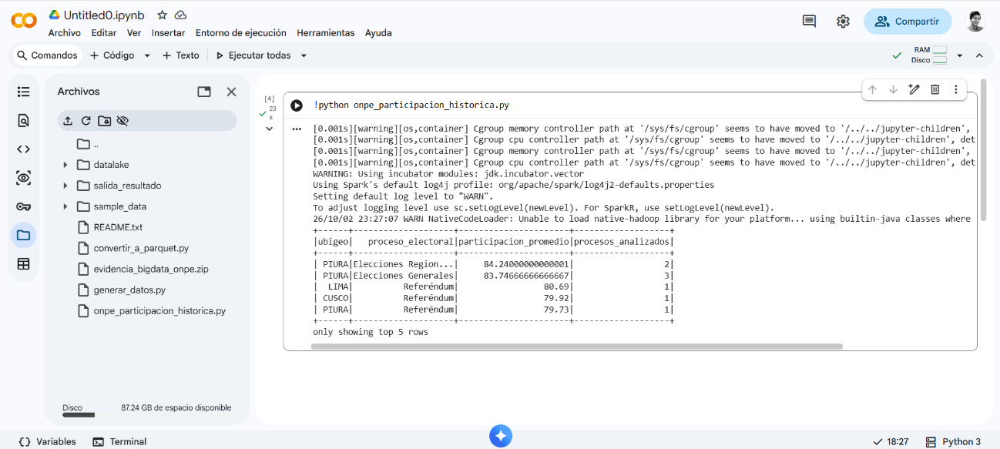 Untitled0.ipynb
Archivo Editar Ver Insertar Entorno de ejecución Herramientas Ayuda
Compartir
Comandos + Código + Texto Ejecutar todas
RAM
Disco
Archivos
..
datalake
salida_resultado
sample_data
README.txt
convertir_a_parquet.py
evidencia_bigdata_onpe.zip
generar_datos.py
onpe_participacion_historica.py
Disco 87.24 GB de espacio disponible
[4]
23
s
!python onpe_participacion_historica.py
[0.001s][warning][os,container] Cgroup memory controller path at '/sys/fs/cgroup' seems to have moved to '/../../jupyter-children',
[0.001s][warning][os,container] Cgroup cpu controller path at '/sys/fs/cgroup' seems to have moved to '/../../jupyter-children', det
[0.001s][warning][os,container] Cgroup memory controller path at '/sys/fs/cgroup' seems to have moved to '/../../jupyter-children',
[0.001s][warning][os,container] Cgroup cpu controller path at '/sys/fs/cgroup' seems to have moved to '/../../jupyter-children', det
WARNING: Using incubator modules: jdk.incubator.vector
Using Spark's default log4j profile: org/apache/spark/log4j2-defaults.properties
Setting default log level to "WARN".
To adjust logging level use sc.setLogLevel(newLevel). For SparkR, use setLogLevel(newLevel).
26/10/02 23:27:07 WARN NativeCodeLoader: Unable to load native-hadoop library for your platform... using builtin-java classes where
+------+-------------------+----------------------+-------------------+
|ubigeo|   proceso_electoral|participacion_promedio|procesos_analizados|
+------+-------------------+----------------------+-------------------+
| PIURA|Elecciones Region...|     84.24000000000001|                  2|
| PIURA|Elecciones Generales|     83.74666666666667|                  3|
|  LIMA|          Referéndum|                 80.69|                  1|
| CUSCO|          Referéndum|                 79.92|                  1|
| PIURA|          Referéndum|                 79.73|                  1|
+------+-------------------+----------------------+-------------------+
only showing top 5 rows
Variables Terminal
18:27 Python 3